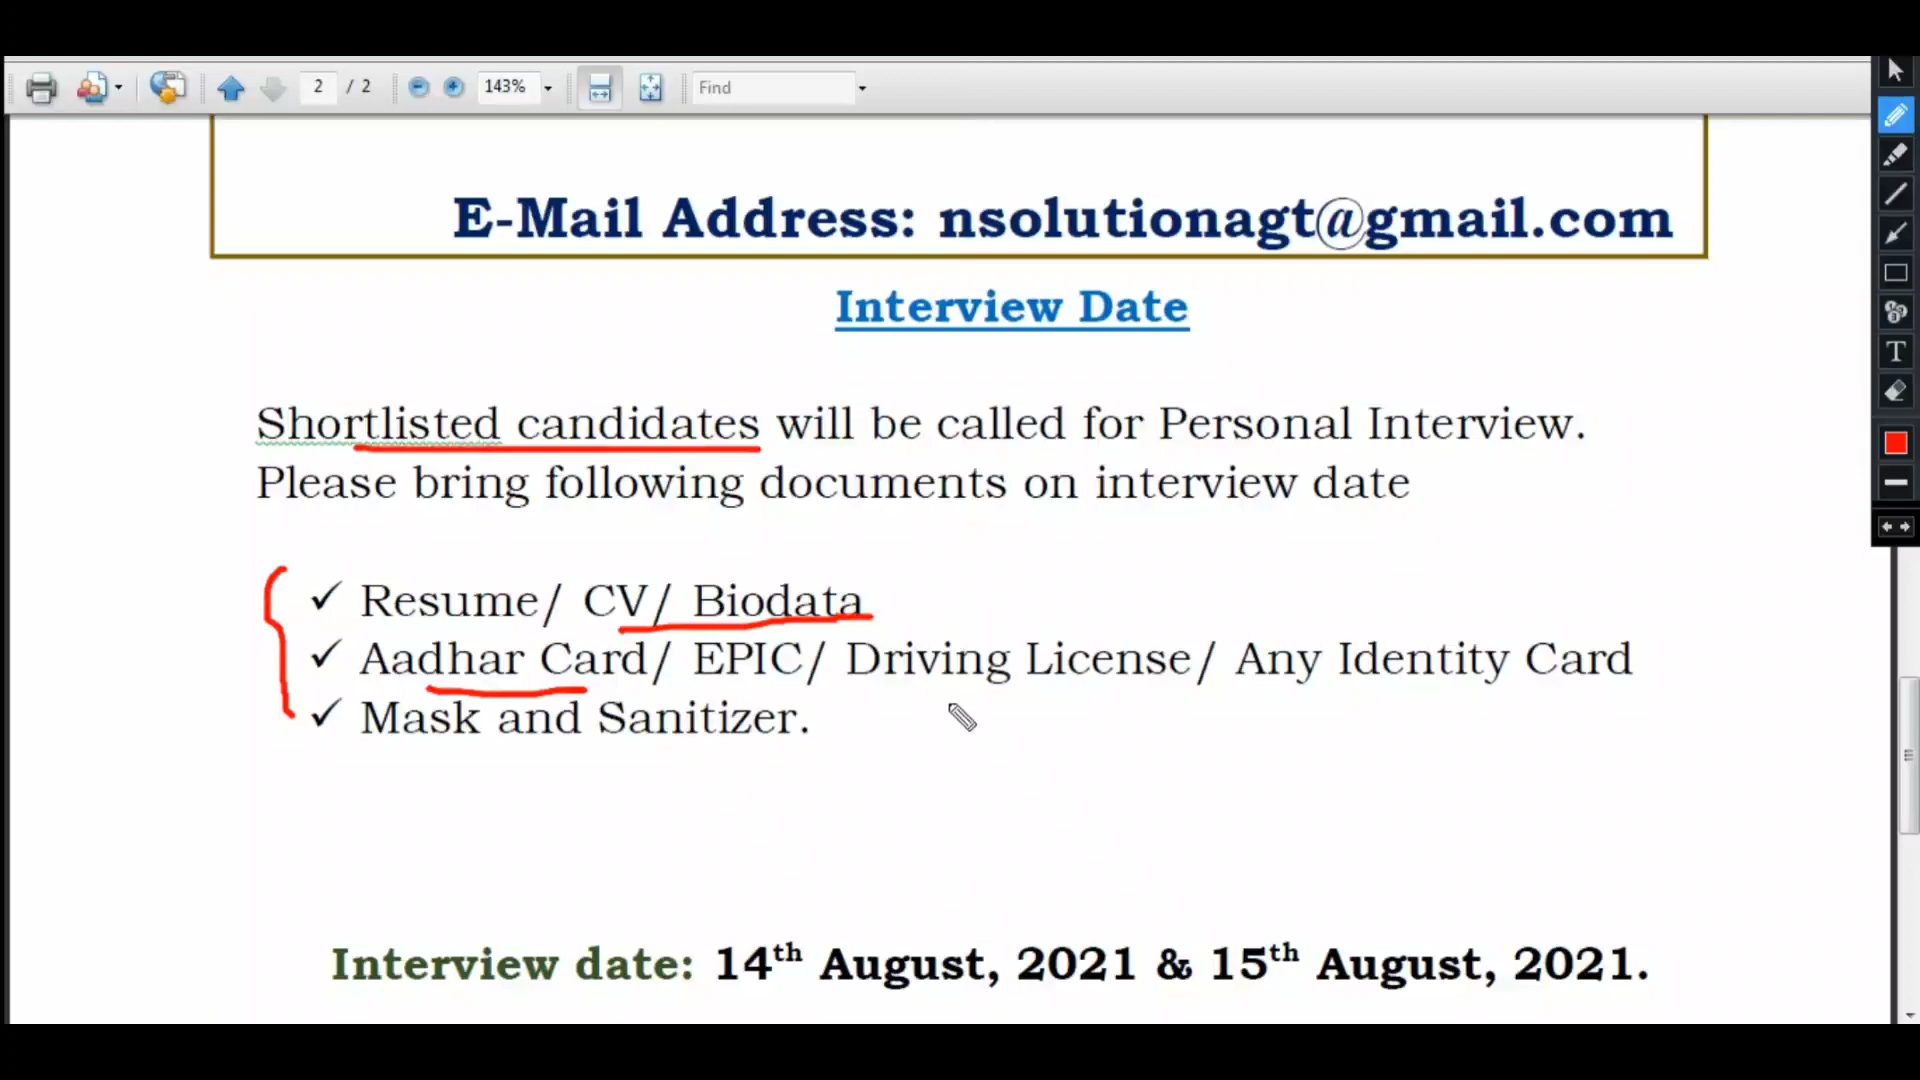 2 / 2 143% Find
E-Mail Address: nsolutionagt@gmail.com
Interview Date
Shortlisted candidates will be called for Personal Interview.
Please bring following documents on interview date
✓ Resume/ CV/ Biodata
✓ Aadhar Card/ EPIC/ Driving License/ Any Identity Card
✓ Mask and Sanitizer.
Interview date: 14th August, 2021 & 15th August, 2021.